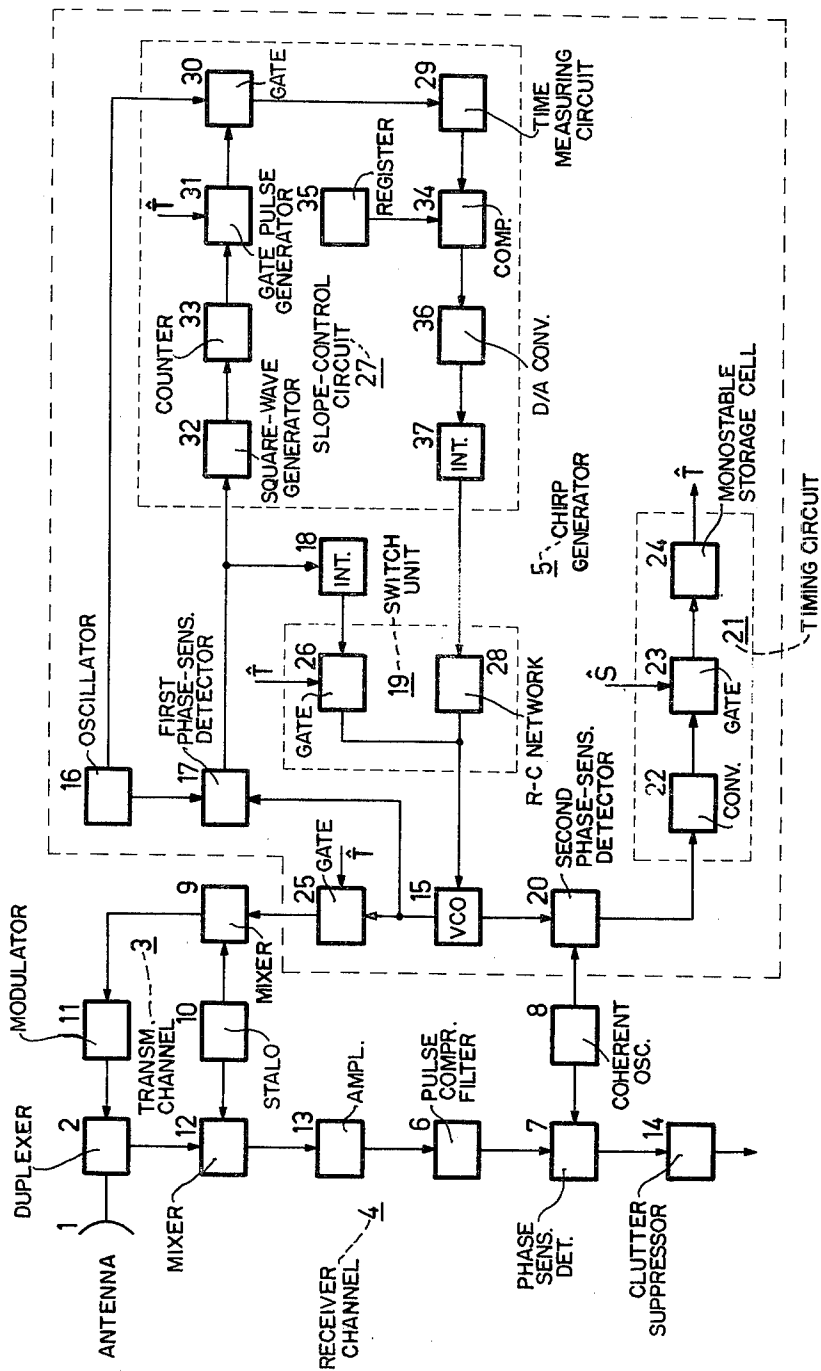 ANTENNA
1
DUPLEXER
2
MODULATOR
11
TRANSM.
CHANNEL
3
MIXER
12
10
STALO
9
MIXER
13
AMPL.
RECEIVER
CHANNEL
4
6
PULSE
COMPR.
FILTER
PHASE
SENS.
DET.
7
8
COHERENT
OSC.
CLUTTER
SUPPRESSOR
14
16
OSCILLATOR
17
FIRST
PHASE-SENS.
DETECTOR
25
GATE
T̂
15
VCO
20
SECOND
PHASE-SENS.
DETECTOR
18
INT.
GATE
26
T̂
19
SWITCH
UNIT
28
R-C NETWORK
5
CHIRP
GENERATOR
22
CONV.
23
GATE
Ŝ
24
MONOSTABLE
STORAGE CELL
T̂
21
TIMING CIRCUIT
32
SQUARE-WAVE
GENERATOR
COUNTER
33
31
GATE PULSE
GENERATOR
T̂
30
GATE
SLOPE-CONTROL
CIRCUIT
27
35
REGISTER
37
INT.
36
D/A CONV.
34
COMP.
29
TIME
MEASURING
CIRCUIT